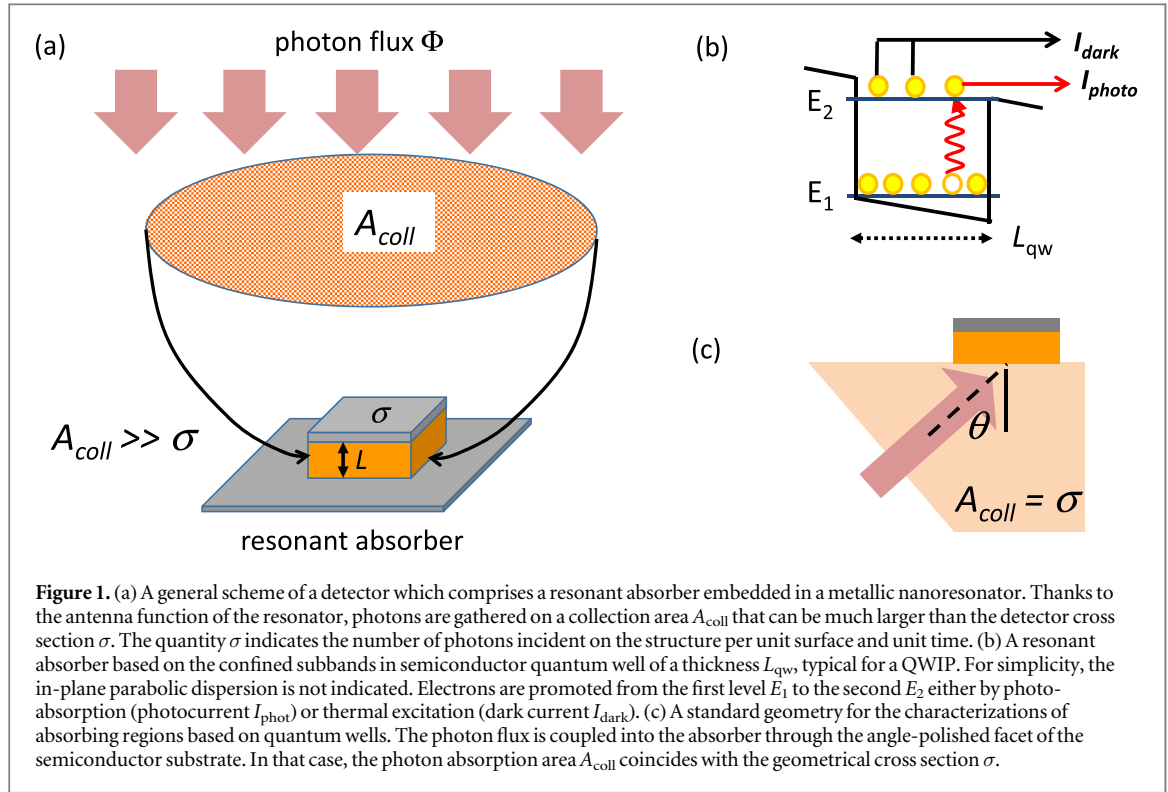 (a)
photon flux Φ
A_coll
A_coll >> σ
σ
L
resonant absorber
(b)
I_dark
I_photo
E₂
E₁
L_qw
(c)
θ
A_coll = σ
Figure 1. (a) A general scheme of a detector which comprises a resonant absorber embedded in a metallic nanoresonator. Thanks to
the antenna function of the resonator, photons are gathered on a collection area A_coll that can be much larger than the detector cross
section σ. The quantity σ indicates the number of photons incident on the structure per unit surface and unit time. (b) A resonant
absorber based on the confined subbands in semiconductor quantum well of a thickness L_qw, typical for a QWIP. For simplicity, the
in-plane parabolic dispersion is not indicated. Electrons are promoted from the first level E₁ to the second E₂ either by photo-
absorption (photocurrent I_phot) or thermal excitation (dark current I_dark). (c) A standard geometry for the characterizations of
absorbing regions based on quantum wells. The photon flux is coupled into the absorber through the angle-polished facet of the
semiconductor substrate. In that case, the photon absorption area A_coll coincides with the geometrical cross section σ.